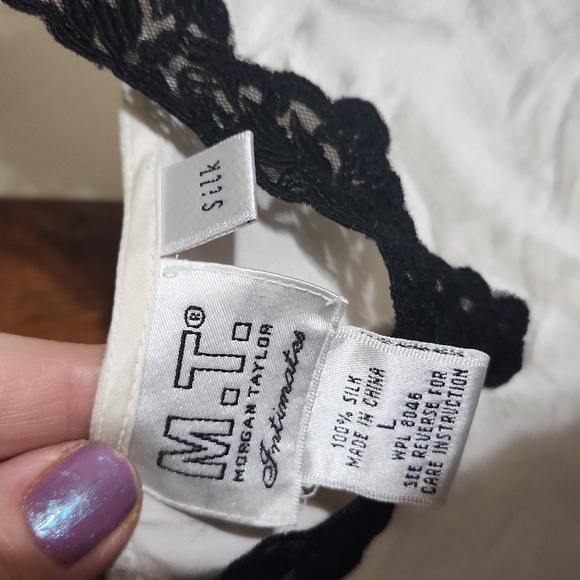 Silk
M.T.®
MORGAN TAYLOR
Intimates
100% SILK
MADE IN CHINA
L
WPL 8046
SEE REVERSE FOR
CARE INSTRUCTION